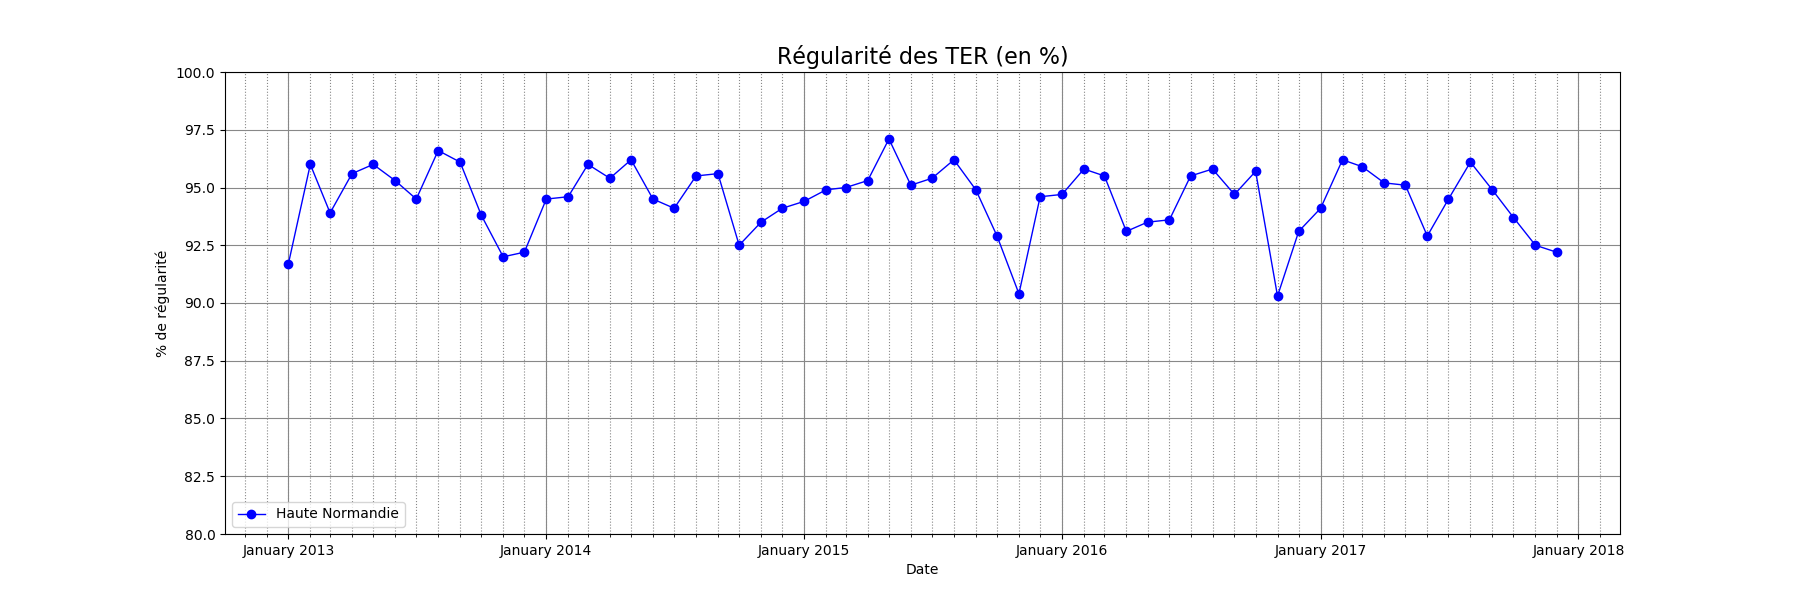 Régularité des TER (en %)
100.0
97.5
95.0
92.5
90.0
87.5
85.0
82.5
80.0
% de régularité
Haute Normandie
January 2013 January 2014 January 2015 January 2016 January 2017 January 2018
Date